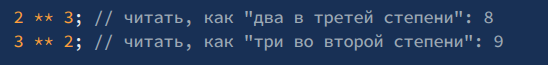 2 ** 3; // читать, как "два в третей степени": 8
3 ** 2; // читать, как "три во второй степени": 9